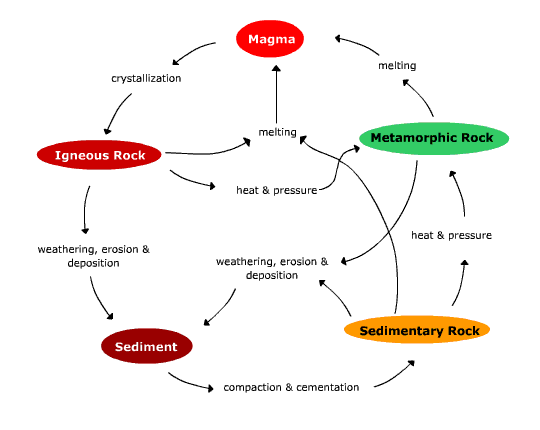 Magma
melting
crystallization
melting
Metamorphic Rock
Igneous Rock
heat & pressure
heat & pressure
weathering, erosion &
deposition
weathering, erosion &
deposition
Sedimentary Rock
Sediment
compaction & cementation